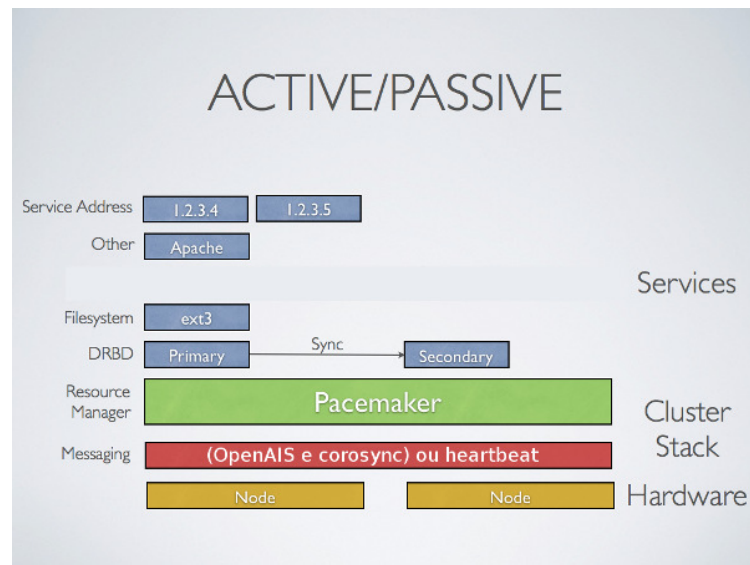 ACTIVE/PASSIVE
Service Address 1.2.3.4 1.2.3.5
Other Apache
Services
Filesystem ext3
DRBD Primary Sync Secondary
Resource
Manager
Pacemaker
Cluster
Stack
Messaging (OpenAIS e corosync) ou heartbeat
Node Node Hardware